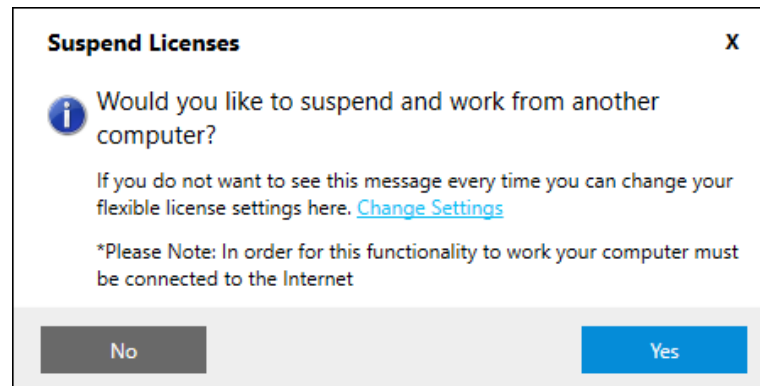 Suspend Licenses X
Would you like to suspend and work from another
computer?
If you do not want to see this message every time you can change your
flexible license settings here. Change Settings
*Please Note: In order for this functionality to work your computer must
be connected to the Internet
No Yes